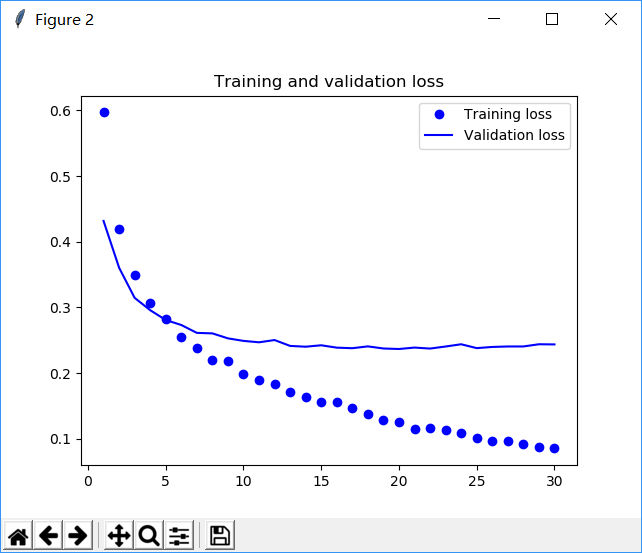 Figure 2
Training and validation loss
Training loss
Validation loss
0.6
0.5
0.4
0.3
0.2
0.1
0 5 10 15 20 25 30